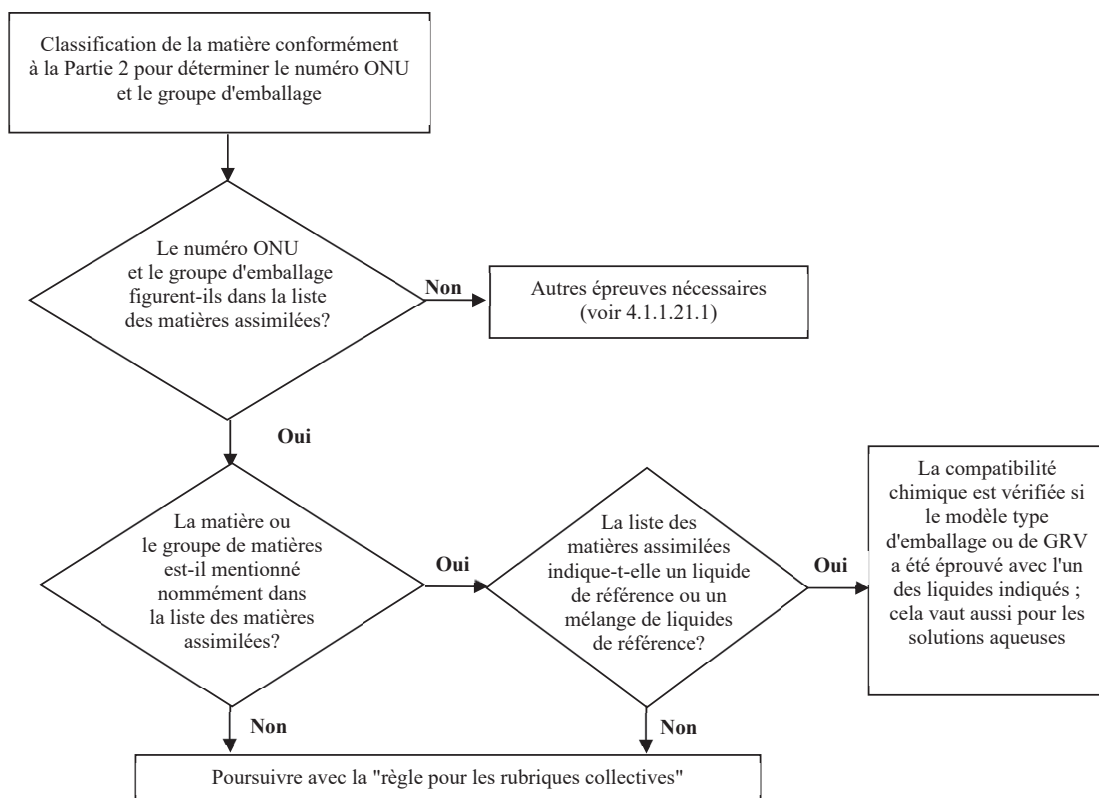 Classification de la matière conformément
à la Partie 2 pour déterminer le numéro ONU
et le groupe d'emballage
Le numéro ONU
et le groupe d'emballage
figurent-ils dans la liste
des matières assimilées?
Non
Autres épreuves nécessaires
(voir 4.1.1.21.1)
Oui
La matière ou
le groupe de matières
est-il mentionné
nommément dans
la liste des matières
assimilées?
Oui
La liste des
matières assimilées
indique-t-elle un liquide
de référence ou un
mélange de liquides
de référence?
Oui
La compatibilité
chimique est vérifiée si
le modèle type
d'emballage ou de GRV
a été éprouvé avec l'un
des liquides indiqués ;
cela vaut aussi pour les
solutions aqueuses
Non
Non
Poursuivre avec la "règle pour les rubriques collectives"